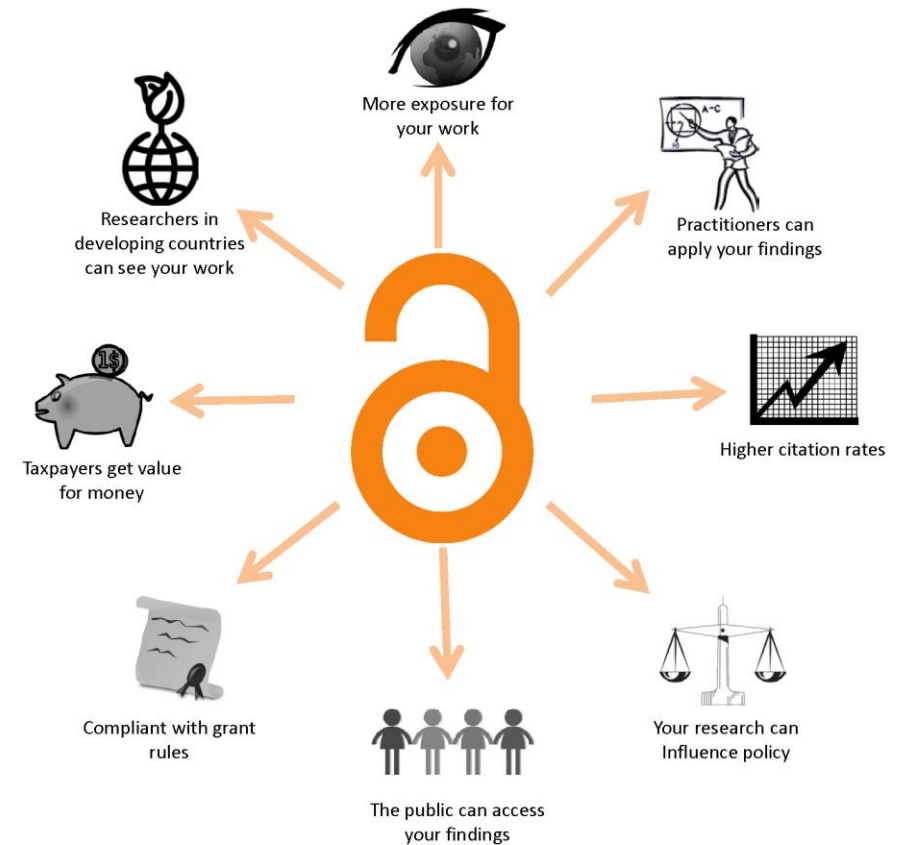 More exposure for
your work
A-C
Practitioners can
apply your findings
Higher citation rates
Your research can
Influence policy
The public can access
your findings
Compliant with grant
rules
Taxpayers get value
for money
1$
Researchers in
developing countries
can see your work